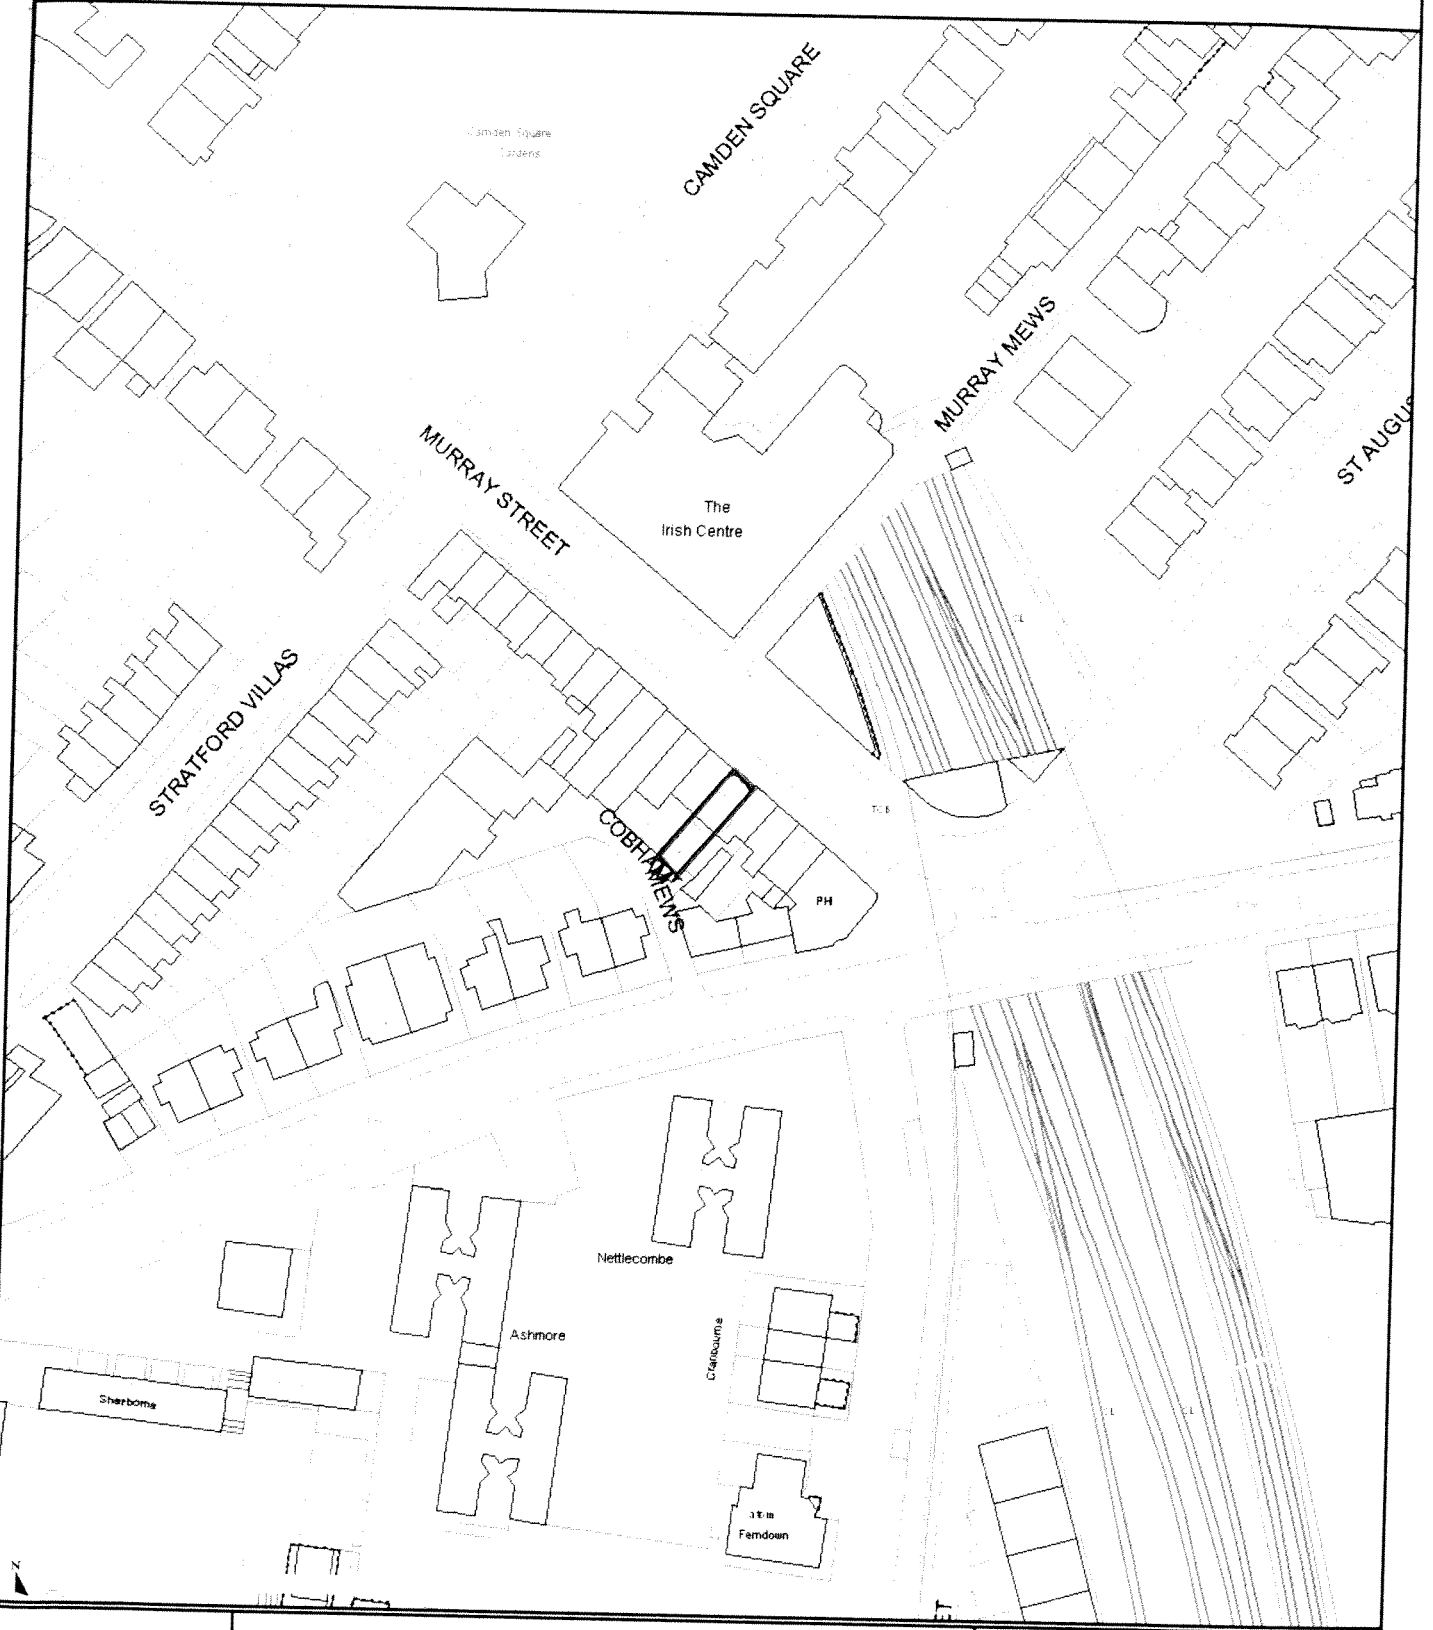 Camden Square
Gardens
CAMDEN SQUARE
MURRAY MEWS
ST AUGUS
MURRAY STREET
The
Irish Centre
STRATFORD VILLAS
COBHAM
MEWS
PH
Nettlecombe
Ashmore
Cranbourne
Sherborne
Ferndown
N
ET